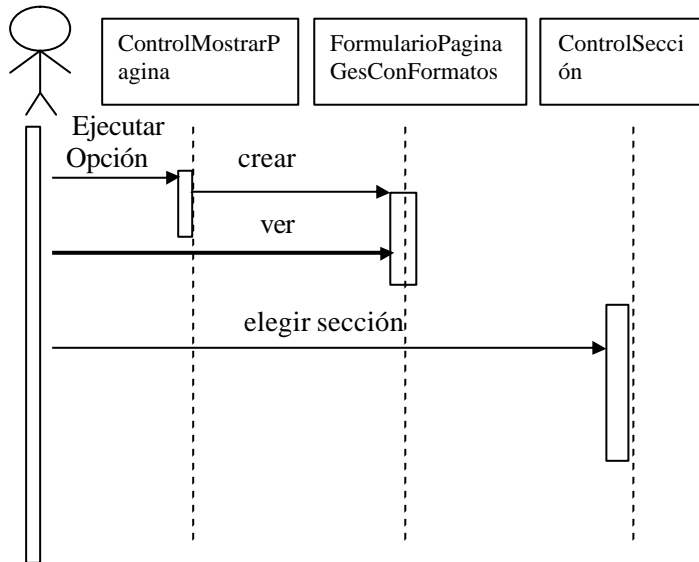 ControlMostrarP
agina
FormularioPagina
GesConFormatos
ControlSecci
ón
Ejecutar
Opción
crear
ver
elegir sección